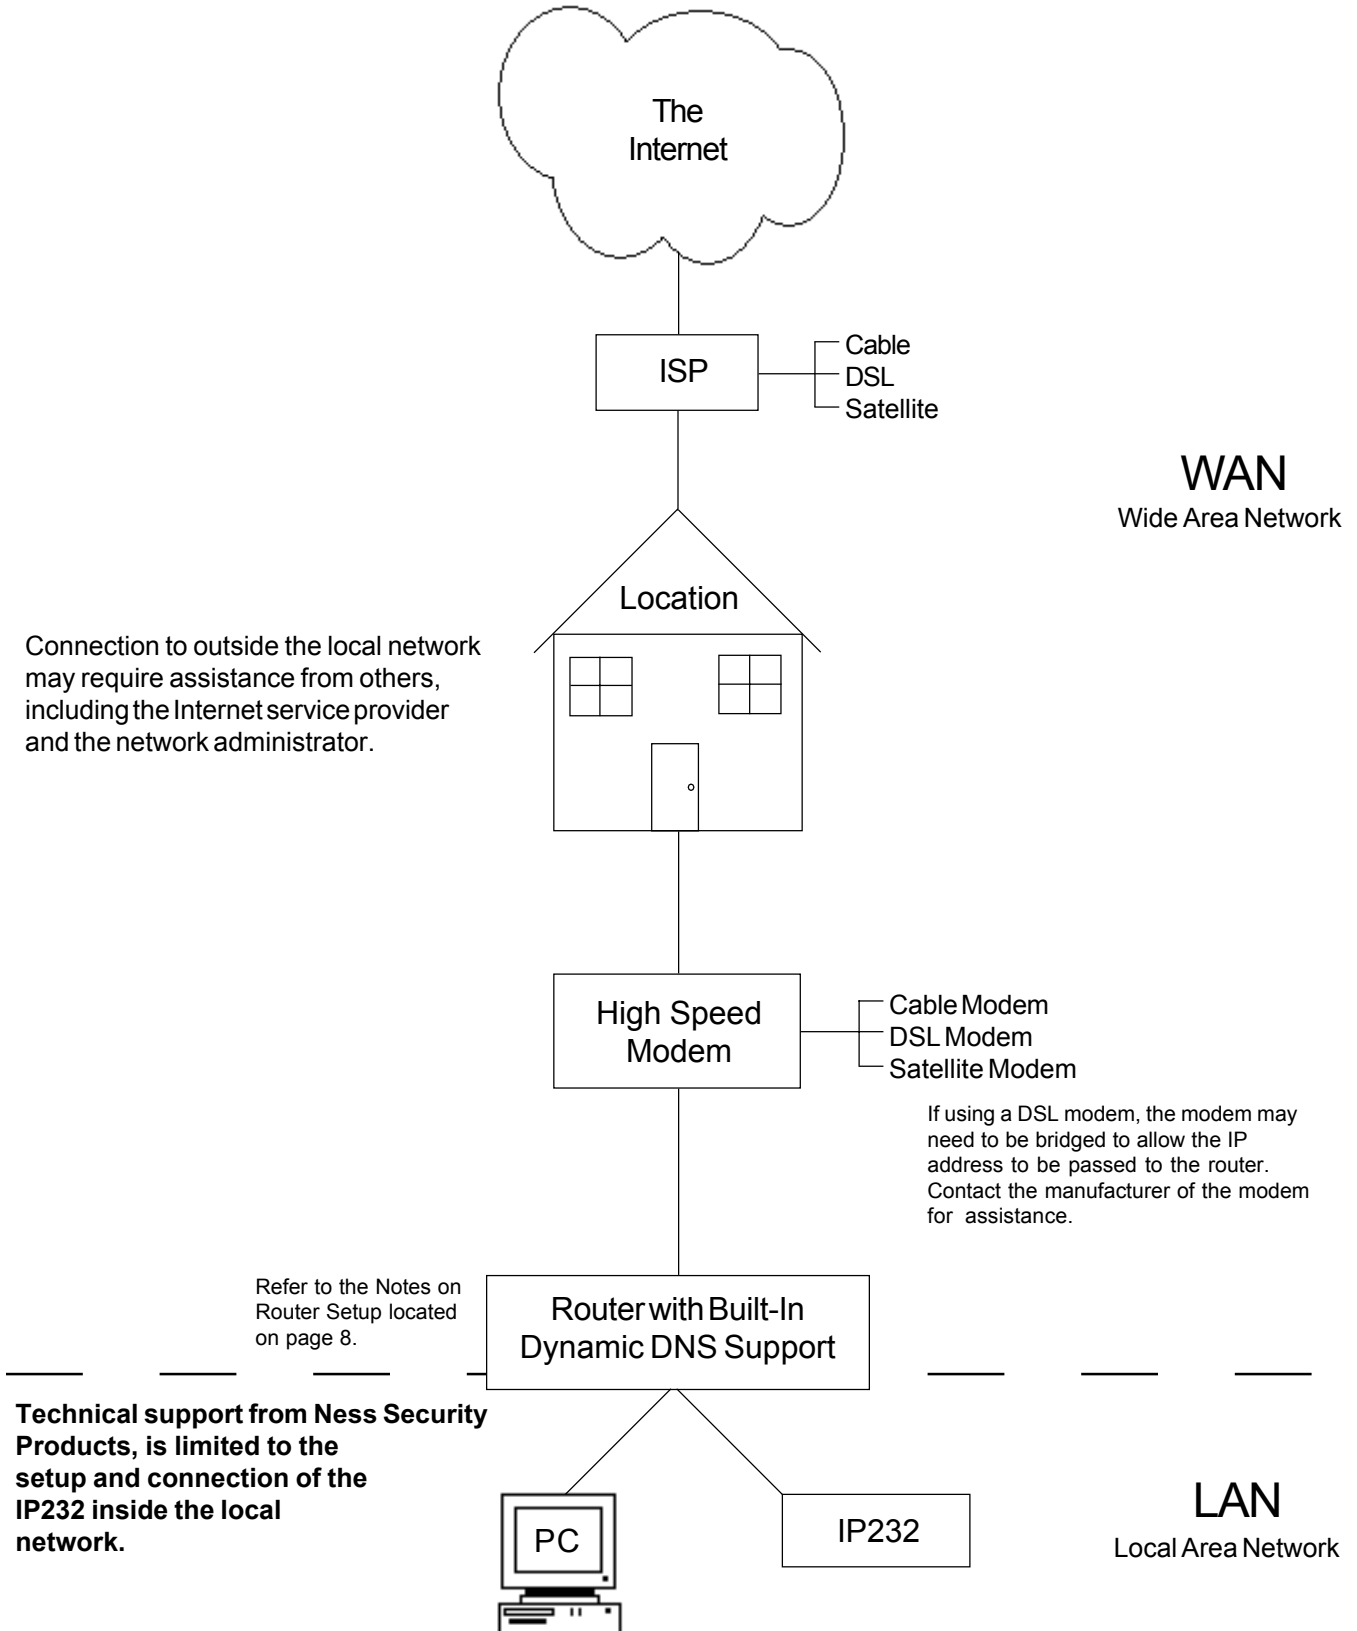 The
Internet
ISP
Cable
DSL
Satellite
WAN
Wide Area Network
Location
Connection to outside the local network
may require assistance from others,
including the Internet service provider
and the network administrator.
High Speed
Modem
Cable Modem
DSL Modem
Satellite Modem
If using a DSL modem, the modem may
need to be bridged to allow the IP
address to be passed to the router.
Contact the manufacturer of the modem
for assistance.
Refer to the Notes on
Router Setup located
on page 8.
Router with Built-In
Dynamic DNS Support
Technical support from Ness Security
Products, is limited to the
setup and connection of the
IP232 inside the local
network.
PC
IP232
LAN
Local Area Network